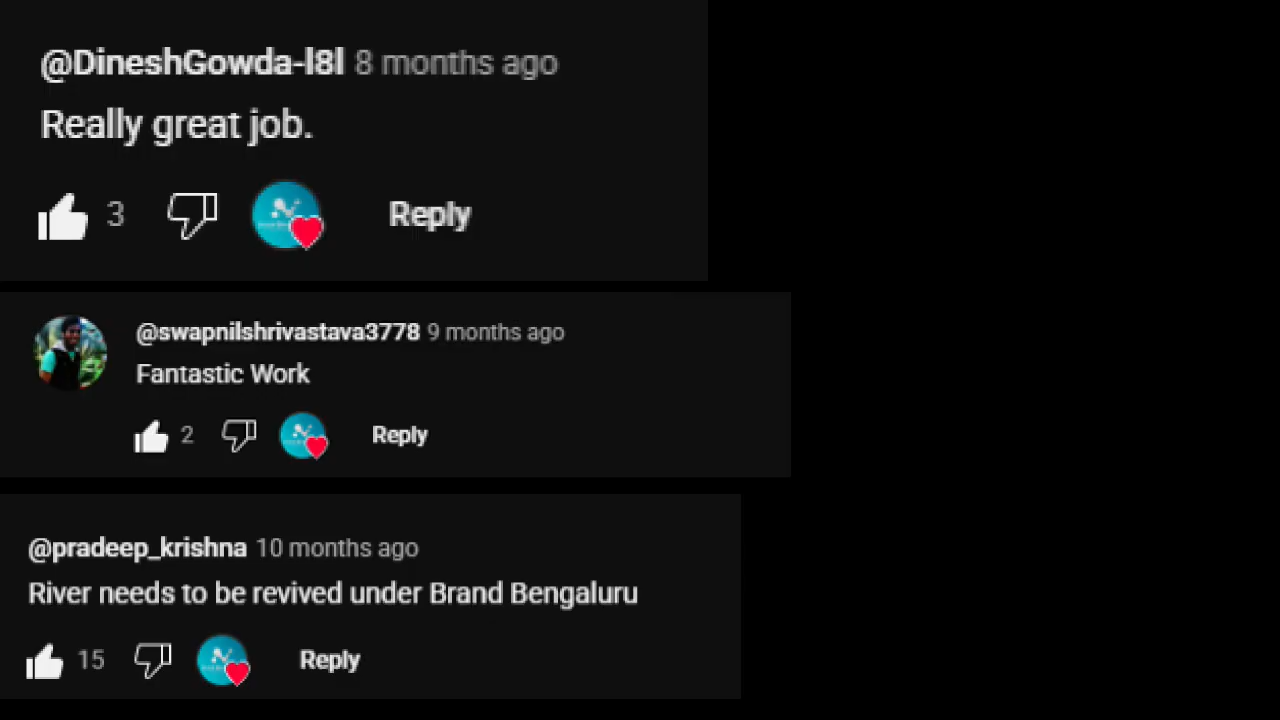 @DineshGowda-l8l 8 months ago
Really great job.
3 Reply
@swapnilshrivastava3778 9 months ago
Fantastic Work
2 Reply
@pradeep_krishna 10 months ago
River needs to be revived under Brand Bengaluru
15 Reply